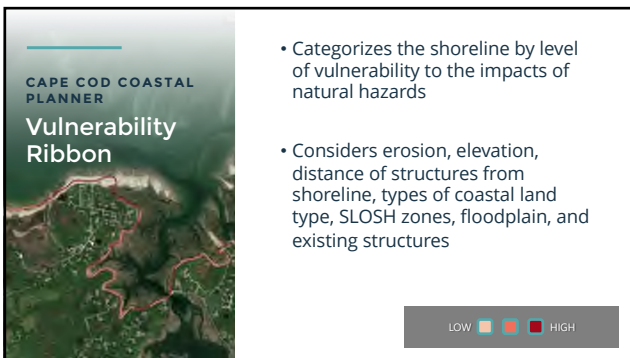 CAPE COD COASTAL
PLANNER
Vulnerability
Ribbon
• Categorizes the shoreline by level
of vulnerability to the impacts of
natural hazards
• Considers erosion, elevation,
distance of structures from
shoreline, types of coastal land
type, SLOSH zones, floodplain, and
existing structures
LOW HIGH